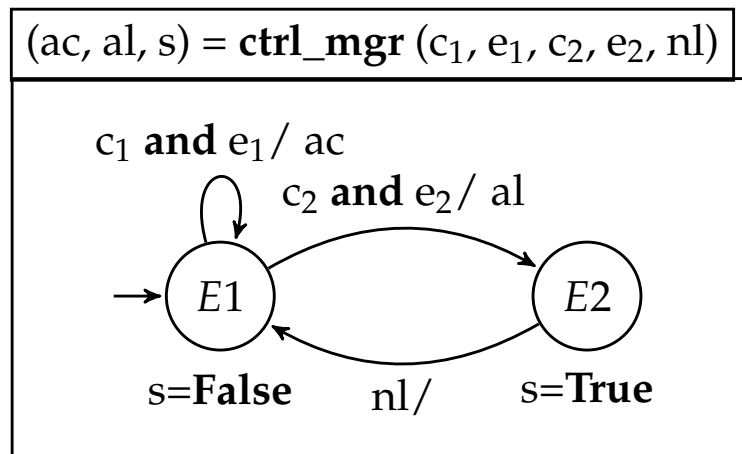 (ac, al, s) = ctrl_mgr (c₁, e₁, c₂, e₂, nl)
c₁ and e₁/ ac
c₂ and e₂/ al
E1
E2
s=False
nl/
s=True